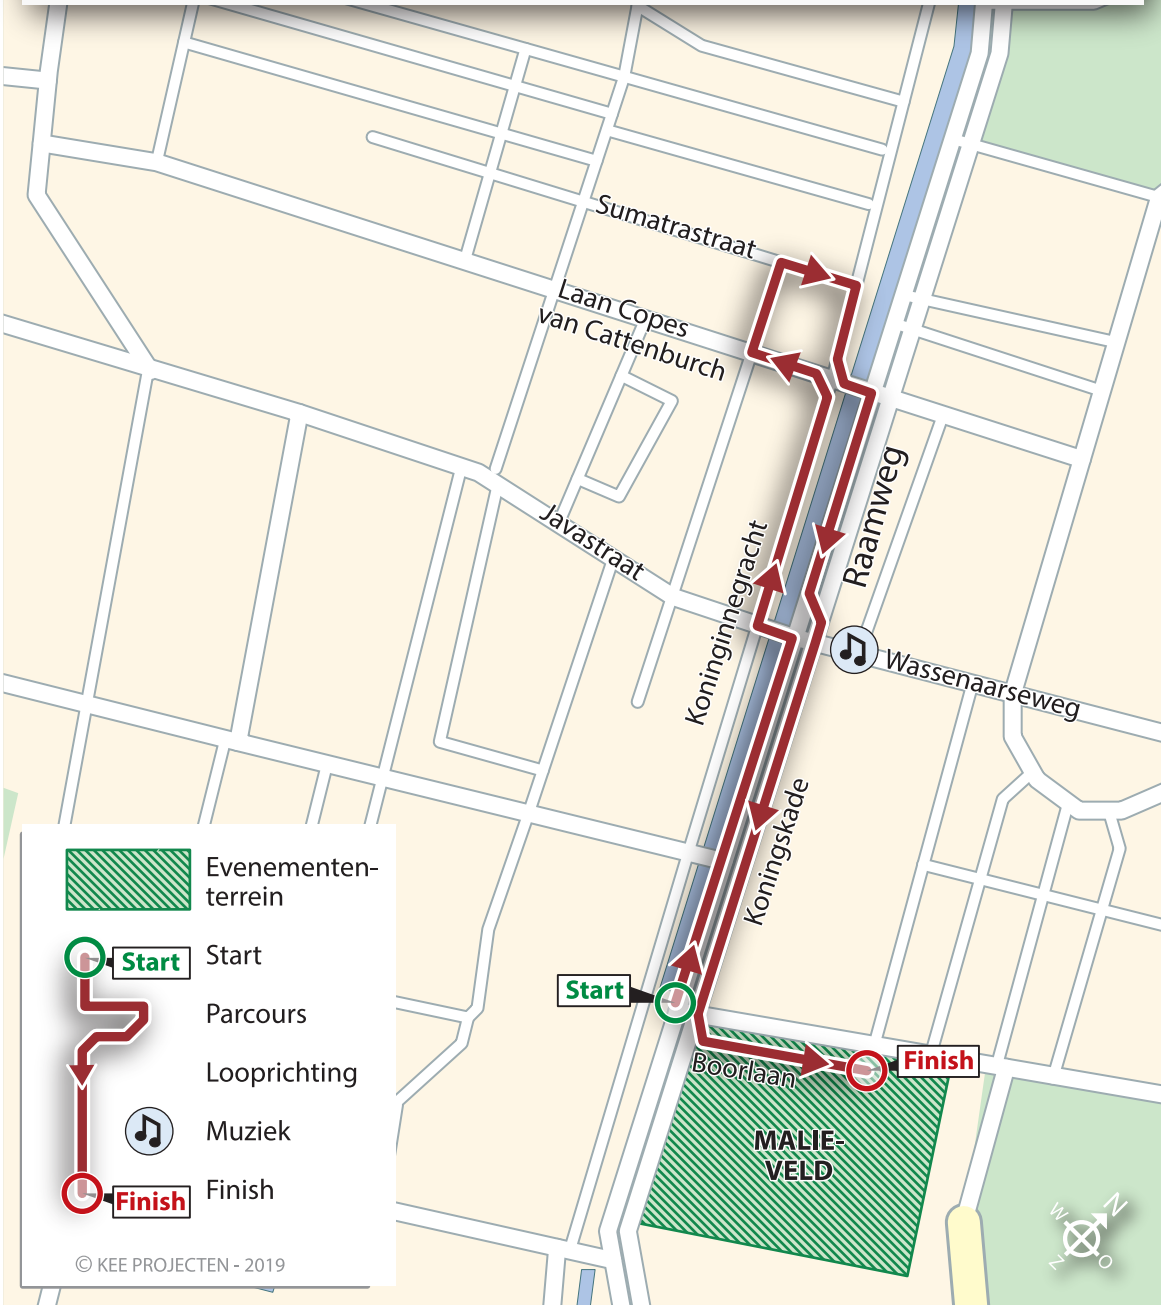 Sumatrastraat
Laan Copes
van Cattenburch
Javastraat
Koninginnegracht
Raamweg
Wassenaarseweg
Koningskade
Start
Boorlaan
Finish
MALIE-
VELD
Evenementen-
terrein
Start
Start
Parcours
Looprichting
Muziek
Finish
Finish
© KEE PROJECTEN - 2019
N
W
O
Z